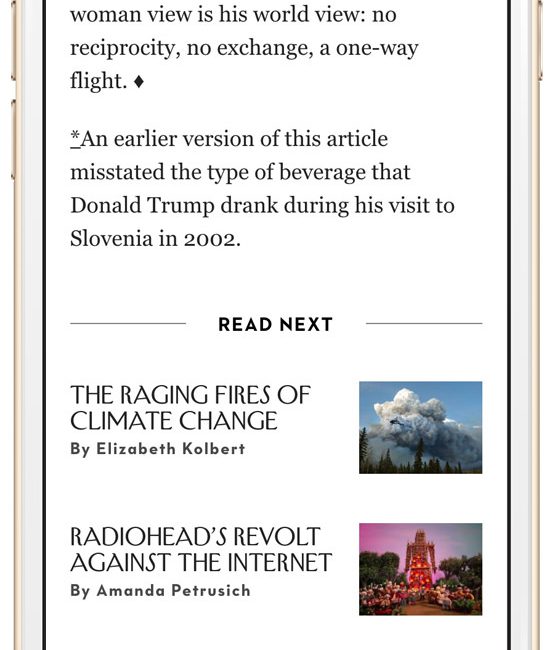 woman view is his world view: no
reciprocity, no exchange, a one-way
flight. ♦
*An earlier version of this article
misstated the type of beverage that
Donald Trump drank during his visit to
Slovenia in 2002.
READ NEXT
THE RAGING FIRES OF
CLIMATE CHANGE
By Elizabeth Kolbert
RADIOHEAD’S REVOLT
AGAINST THE INTERNET
By Amanda Petrusich